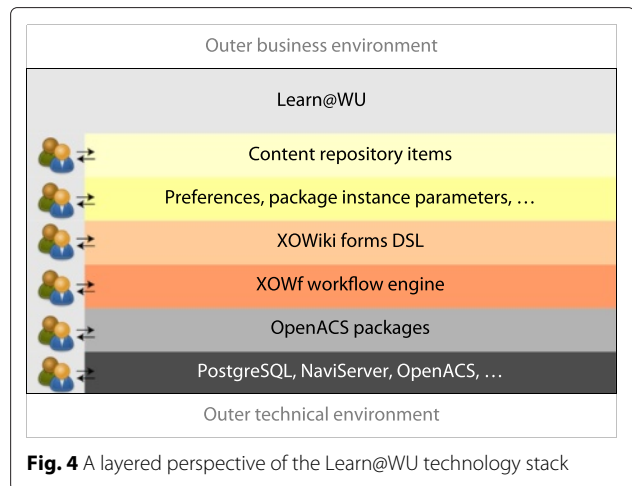 Outer business environment
Learn@WU
Content repository items
Preferences, package instance parameters, …
XOWiki forms DSL
XOWf workflow engine
OpenACS packages
PostgreSQL, NaviServer, OpenACS, …
Outer technical environment
Fig. 4 A layered perspective of the Learn@WU technology stack